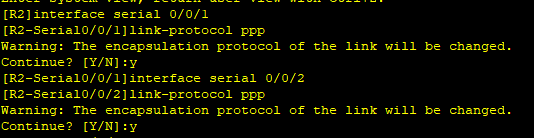 [R2]interface serial 0/0/1
[R2-Serial0/0/1]link-protocol ppp
Warning: The encapsulation protocol of the link will be changed.
Continue? [Y/N]:y
[R2-Serial0/0/1]interface serial 0/0/2
[R2-Serial0/0/2]link-protocol ppp
Warning: The encapsulation protocol of the link will be changed.
Continue? [Y/N]:y